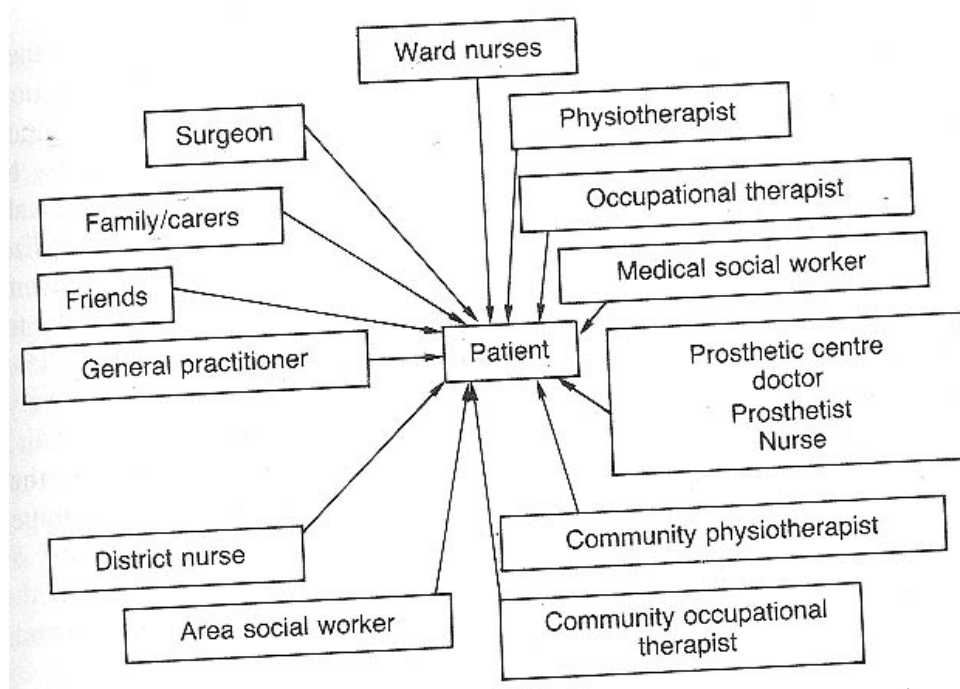 Ward nurses
Physiotherapist
Surgeon
Occupational therapist
Family/carers
Medical social worker
Friends
General practitioner
Patient
Prosthetic centre
doctor
Prosthetist
Nurse
Community physiotherapist
District nurse
Area social worker
Community occupational
therapist